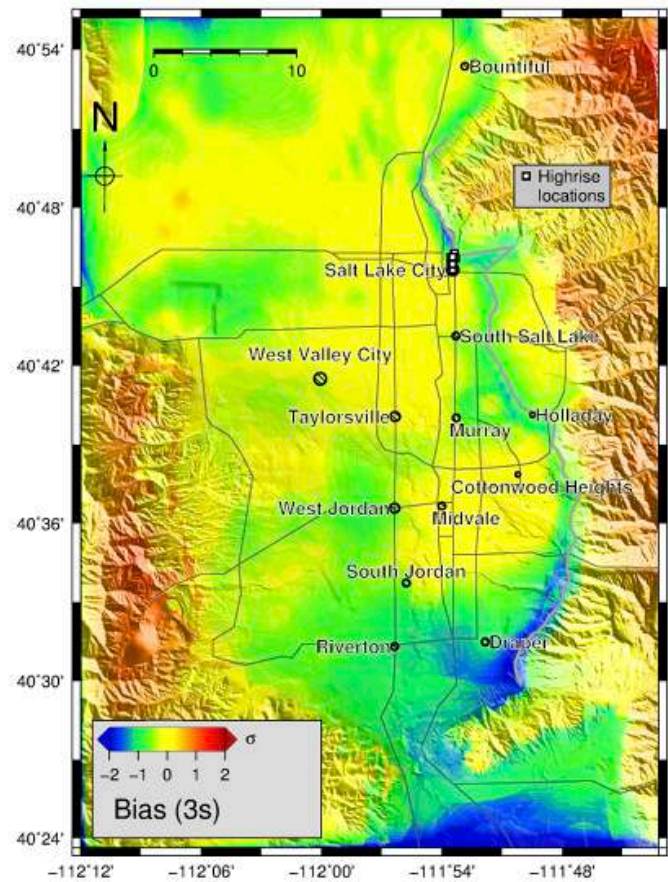 40˚54'
40˚48'
40˚42'
40˚36'
40˚30'
40˚24'
0 10
N
Bountiful
Highrise
locations
Salt Lake City
South Salt Lake
West Valley City
Taylorsville
Murray
Holladay
Cottonwood Heights
West Jordan
Midvale
South Jordan
Riverton
Draper
σ
−2 −1 0 1 2
Bias (3s)
−112˚12' −112˚06' −112˚00' −111˚54' −111˚48'